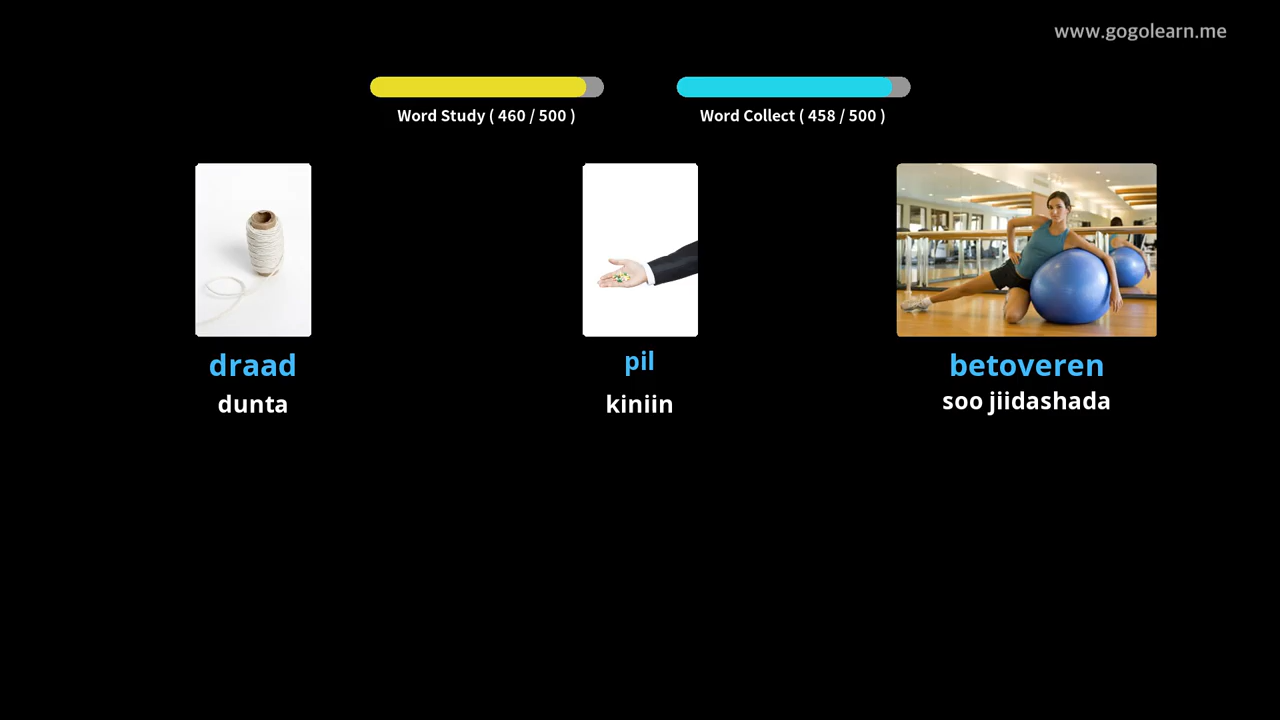 www.gogolearn.me
Word Study ( 460 / 500 )
Word Collect ( 458 / 500 )
draad
pil
betoveren
dunta
kiniin
soo jiidashada